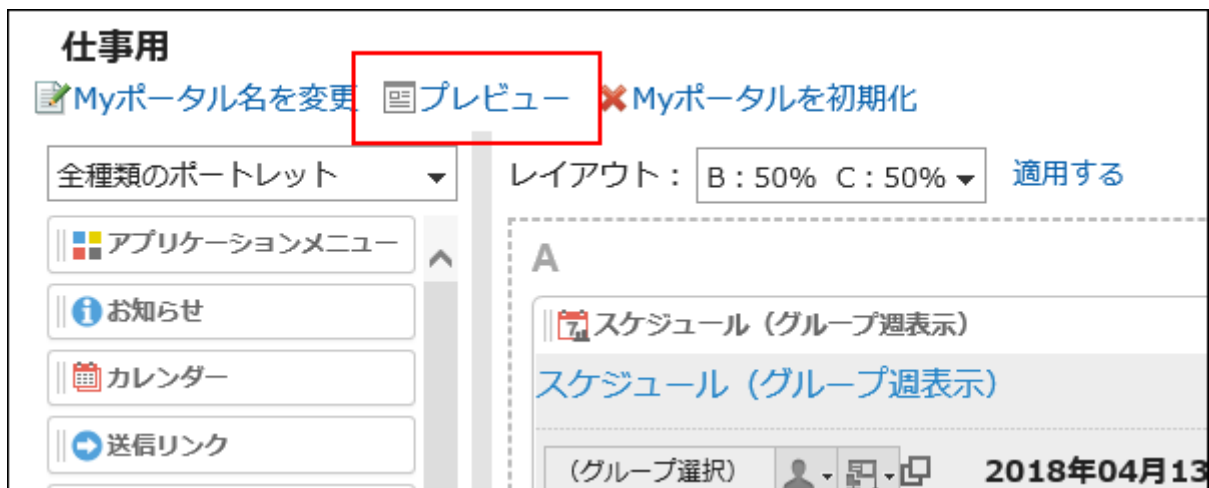 仕事用
Myポータル名を変更 プレビュー Myポータルを初期化
全種類のポートレット
レイアウト： B：50% C：50% 適用する
アプリケーションメニュー
お知らせ
カレンダー
送信リンク
A
7 スケジュール（グループ週表示）
スケジュール（グループ週表示）
（グループ選択） 2018年04月13